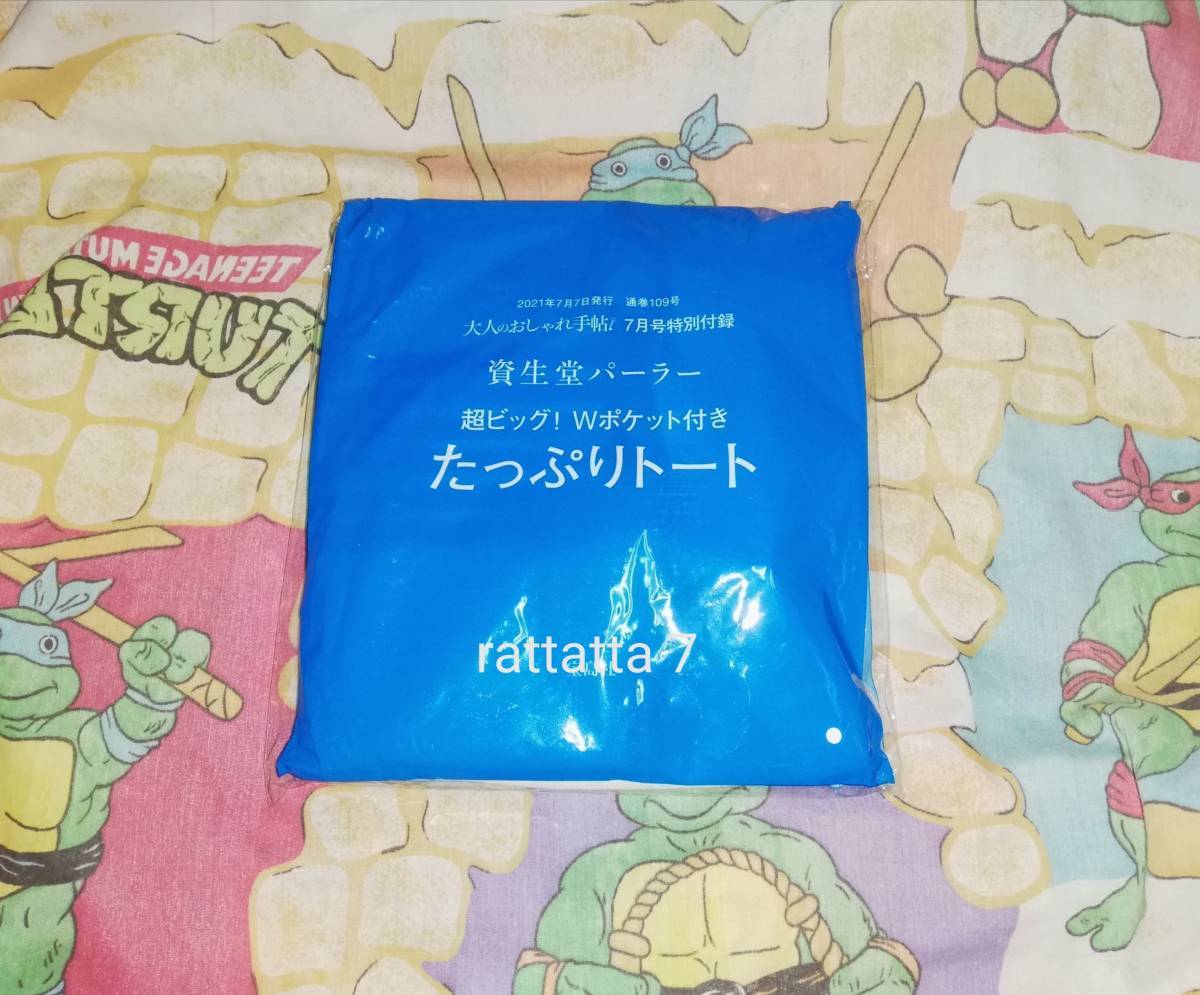 TEENAGE MUT
TURTLES
2021年7月7日発行 通巻109号
大人のおしゃれ手帖 7月号特別付録
資生堂パーラー
超ビッグ! Wポケット付き
たっぷりトート
rattatta 7